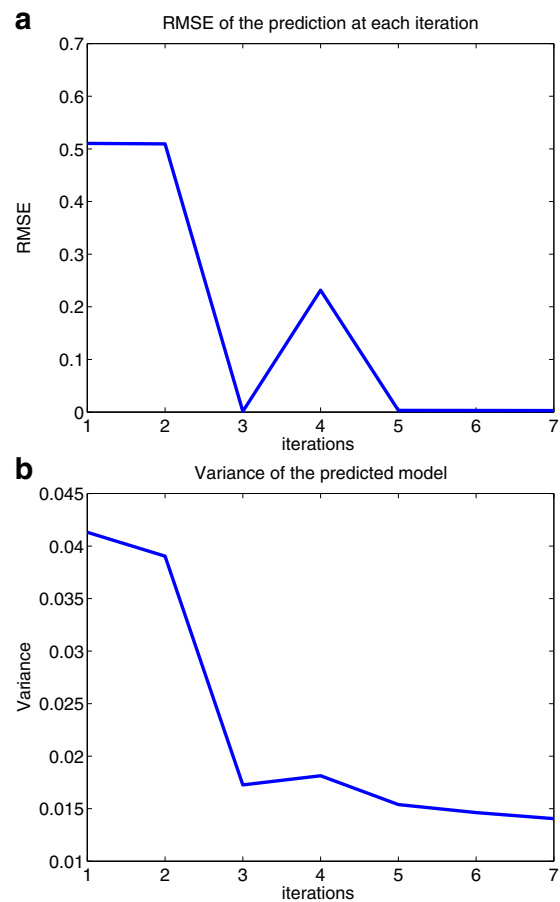 a
RMSE of the prediction at each iteration
0.7
0.6
0.5
0.4
0.3
0.2
0.1
0
RMSE
1 2 3 4 5 6 7
iterations
b
Variance of the predicted model
0.045
0.04
0.035
0.03
0.025
0.02
0.015
0.01
Variance
1 2 3 4 5 6 7
iterations